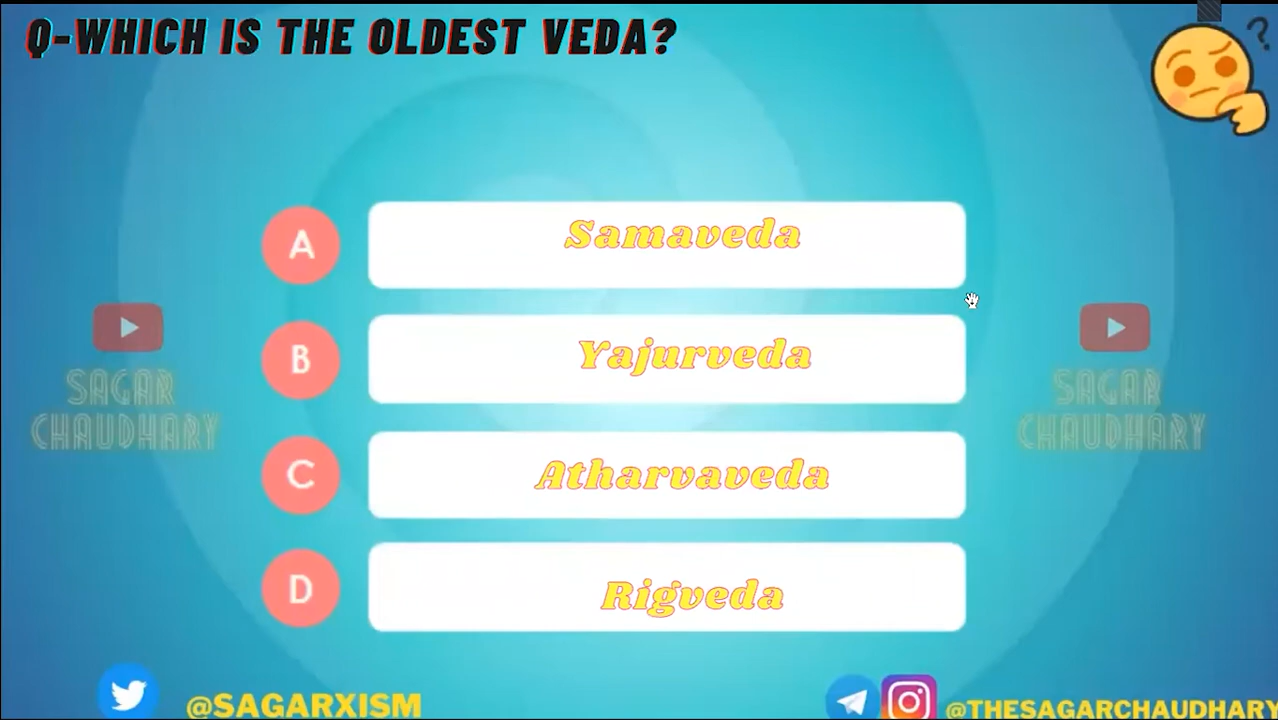 Q-WHICH IS THE OLDEST VEDA?
?
A Samaveda
B Yajurveda
SAGAR
CHAUDHARY
SAGAR
CHAUDHARY
C Atharvaveda
D Rigveda
@SAGARXISM
@THESAGARCHAUDHARY